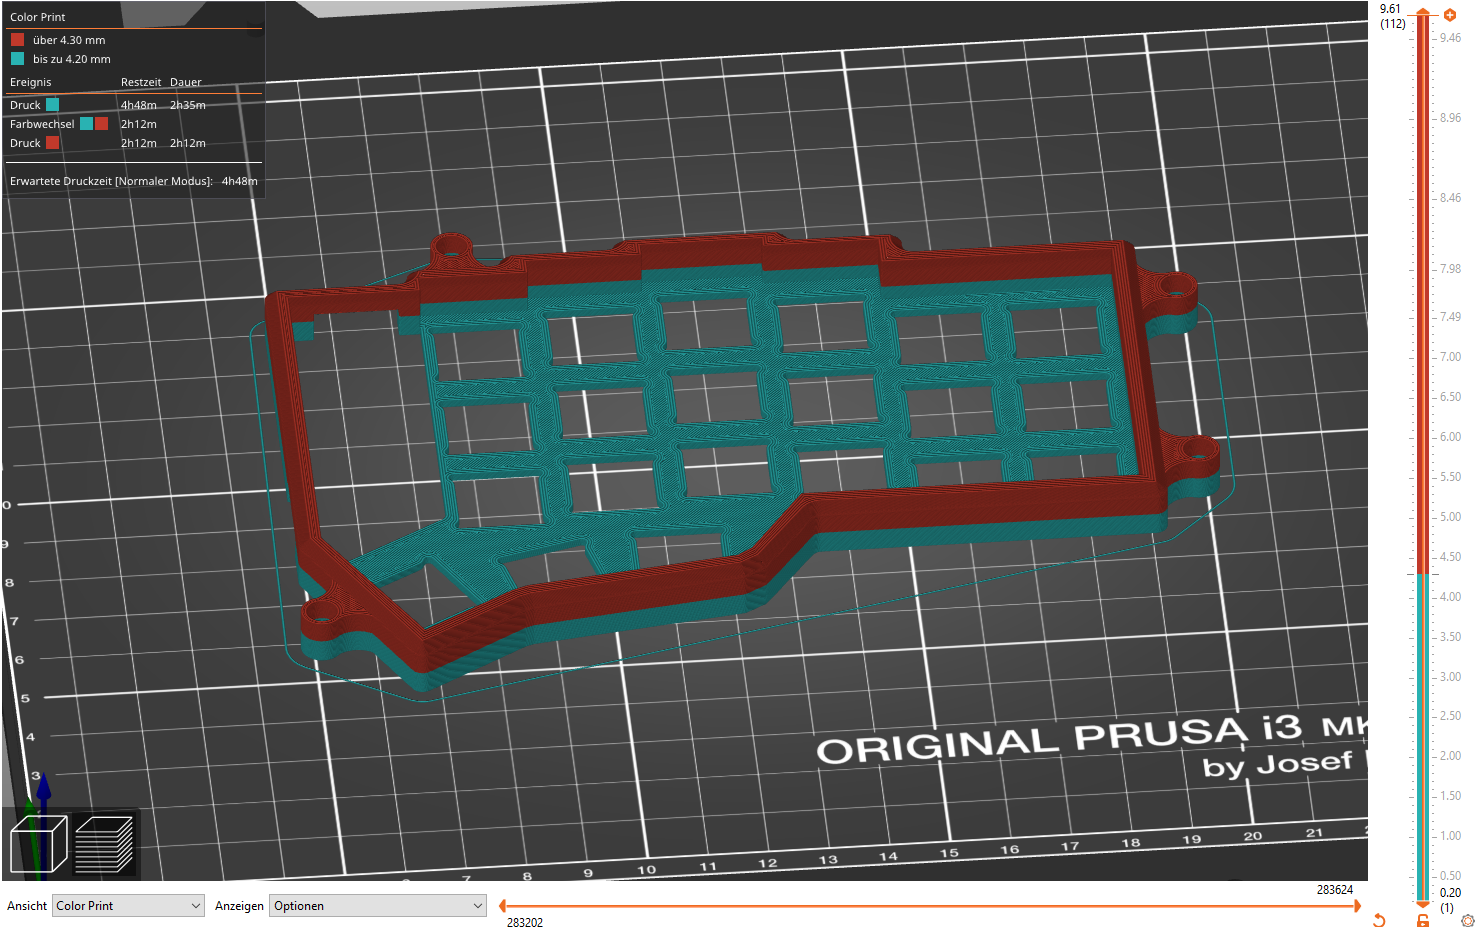 Color Print
über 4.30 mm
bis zu 4.20 mm
Ereignis Restzeit Dauer
Druck 4h48m 2h35m
Farbwechsel 2h12m
Druck 2h12m 2h12m
Erwartete Druckzeit [Normaler Modus]: 4h48m
9.61
(112)
9.46
8.96
8.46
7.98
7.49
7.00
6.50
6.00
5.50
5.00
4.50
4.00
3.50
3.00
2.50
2.00
1.50
1.00
0.50
0.20
(1)
0
9
8
7
6
5
4
3
ORIGINAL PRUSA i3 MK
by Josef
7 8 9 10 11 12 13 14 15 16 17 18 19 20 21
Ansicht Color Print Anzeigen Optionen
283624
283202